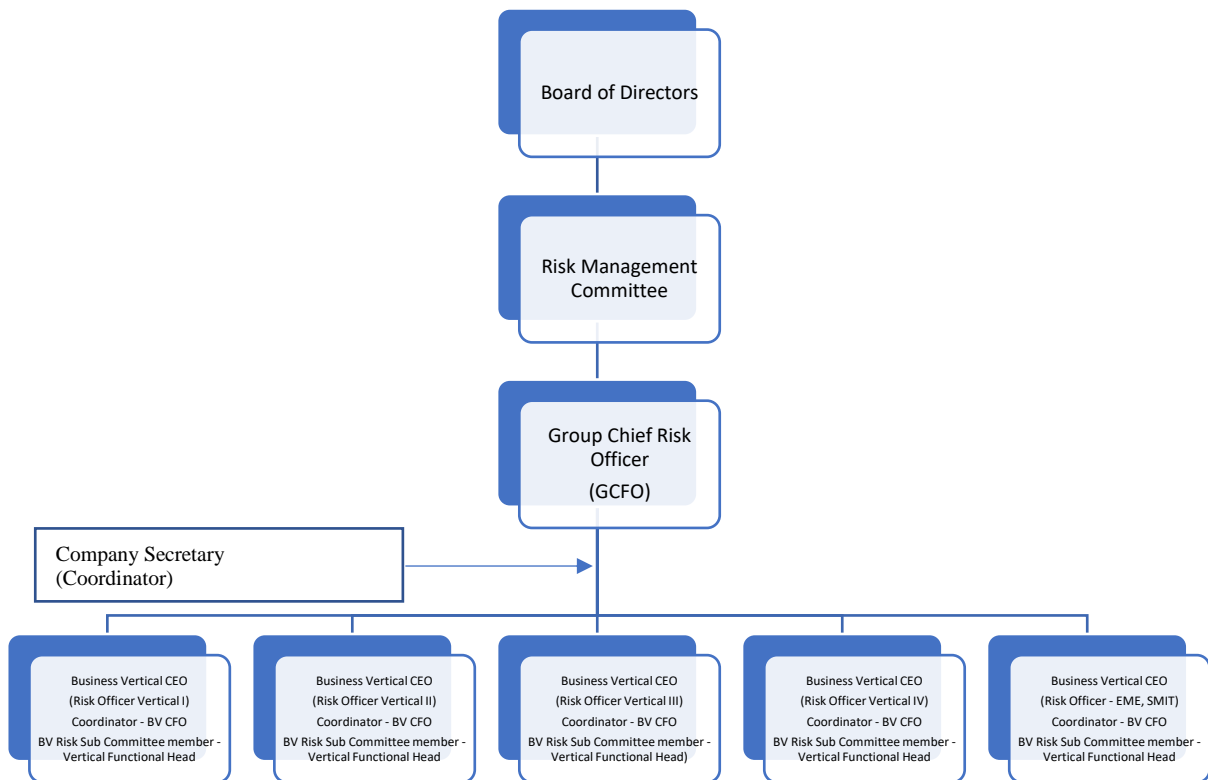 Board of Directors
Risk Management
Committee
Group Chief Risk
Officer
(GCFO)
Company Secretary
(Coordinator)
Business Vertical CEO
(Risk Officer Vertical I)
Coordinator - BV CFO
BV Risk Sub Committee member -
Vertical Functional Head
Business Vertical CEO
(Risk Officer Vertical II)
Coordinator - BV CFO
BV Risk Sub Committee member -
Vertical Functional Head
Business Vertical CEO
(Risk Officer Vertical III)
Coordinator - BV CFO
BV Risk Sub Committee member -
Vertical Functional Head)
Business Vertical CEO
(Risk Officer Vertical IV)
Coordinator - BV CFO
BV Risk Sub Committee member -
Vertical Functional Head
Business Vertical CEO
(Risk Officer - EME, SMIT)
Coordinator - BV CFO
BV Risk Sub Committee member -
Vertical Functional Head